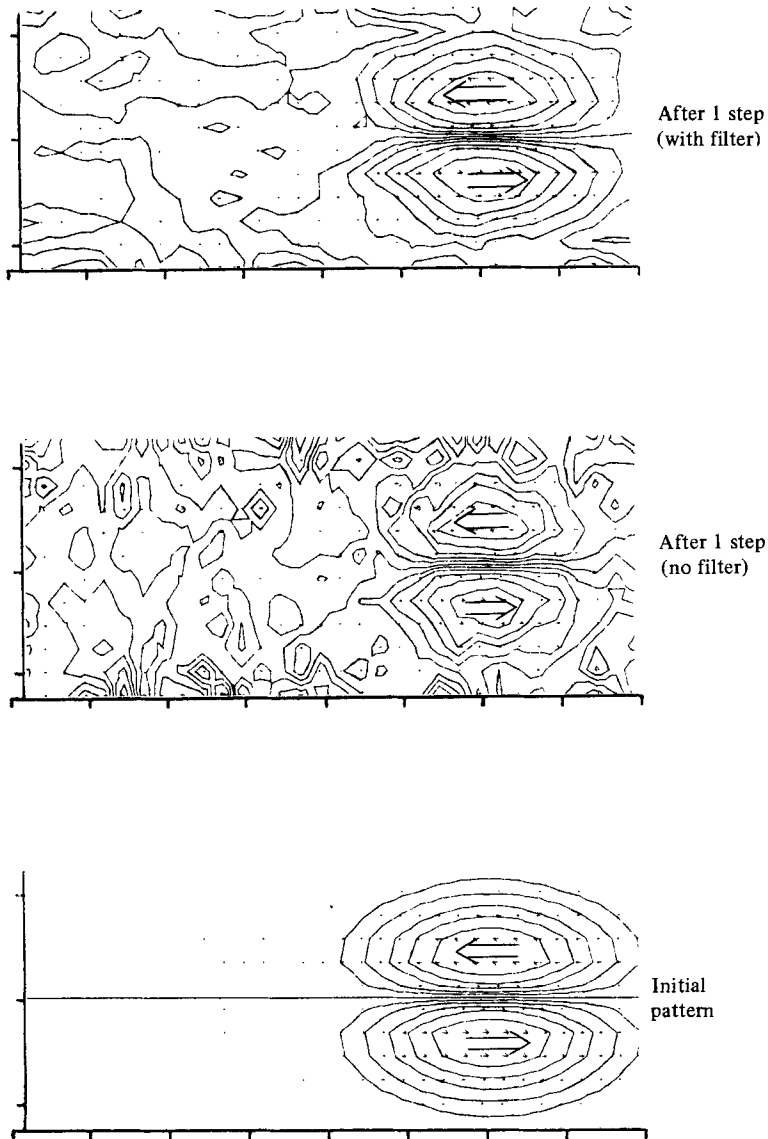 After 1 step
(with filter)
After 1 step
(no filter)
Initial
pattern